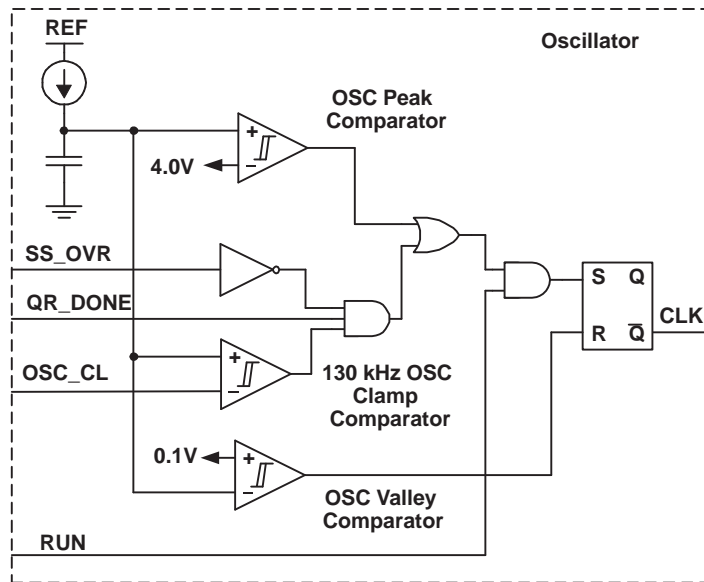 REF
Oscillator
OSC Peak
Comparator
+
4.0V
−
SS_OVR
QR_DONE
S Q
R Q̅
CLK
+
OSC_CL
−
130 kHz OSC
Clamp
Comparator
0.1V
+
−
OSC Valley
Comparator
RUN